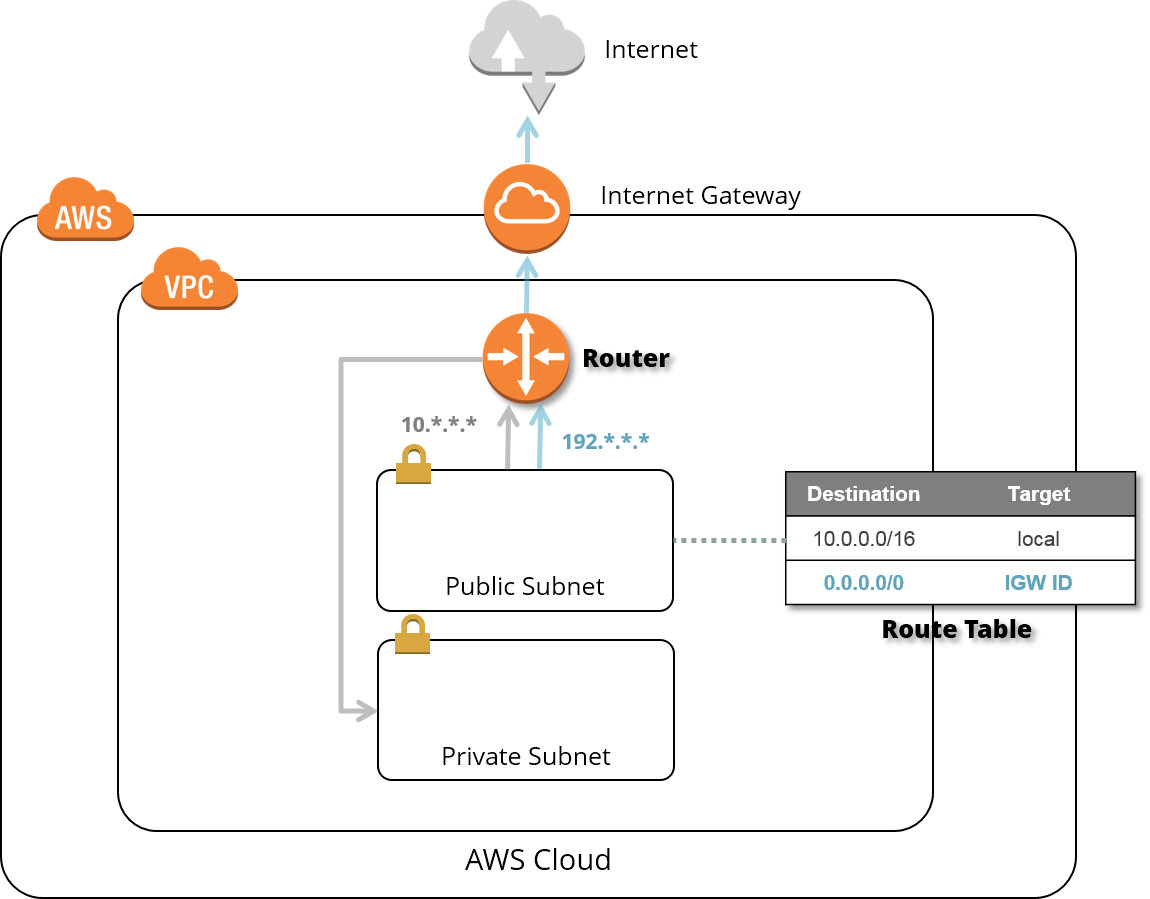 Internet
Internet Gateway
AWS
VPC
Router
10.*.*.*
192.*.*.*
Destination Target
10.0.0.0/16 local
0.0.0.0/0 IGW ID
Public Subnet
Route Table
Private Subnet
AWS Cloud